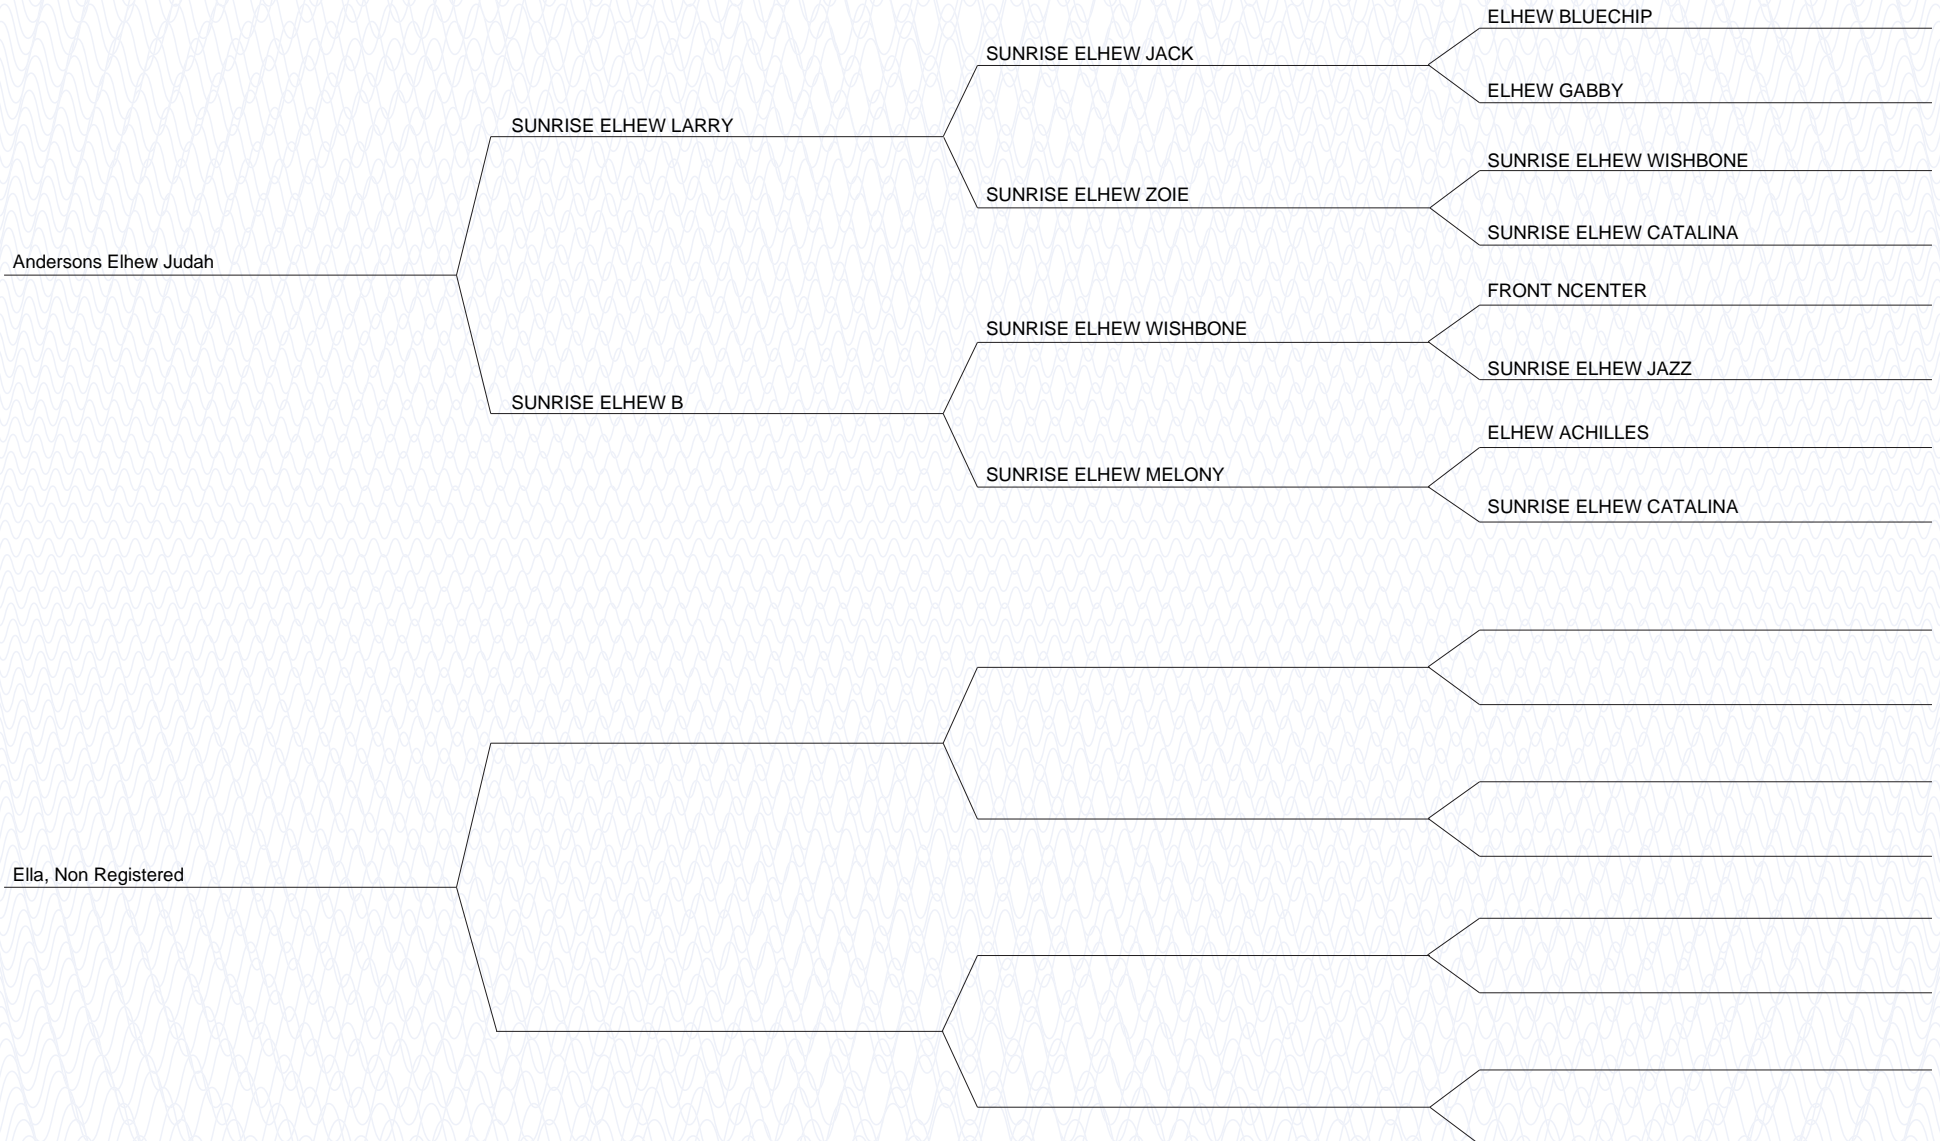 ELHEW BLUECHIP
SUNRISE ELHEW JACK
ELHEW GABBY
SUNRISE ELHEW LARRY
SUNRISE ELHEW WISHBONE
SUNRISE ELHEW ZOIE
SUNRISE ELHEW CATALINA
Andersons Elhew Judah
FRONT NCENTER
SUNRISE ELHEW WISHBONE
SUNRISE ELHEW JAZZ
SUNRISE ELHEW B
ELHEW ACHILLES
SUNRISE ELHEW MELONY
SUNRISE ELHEW CATALINA
Ella, Non Registered